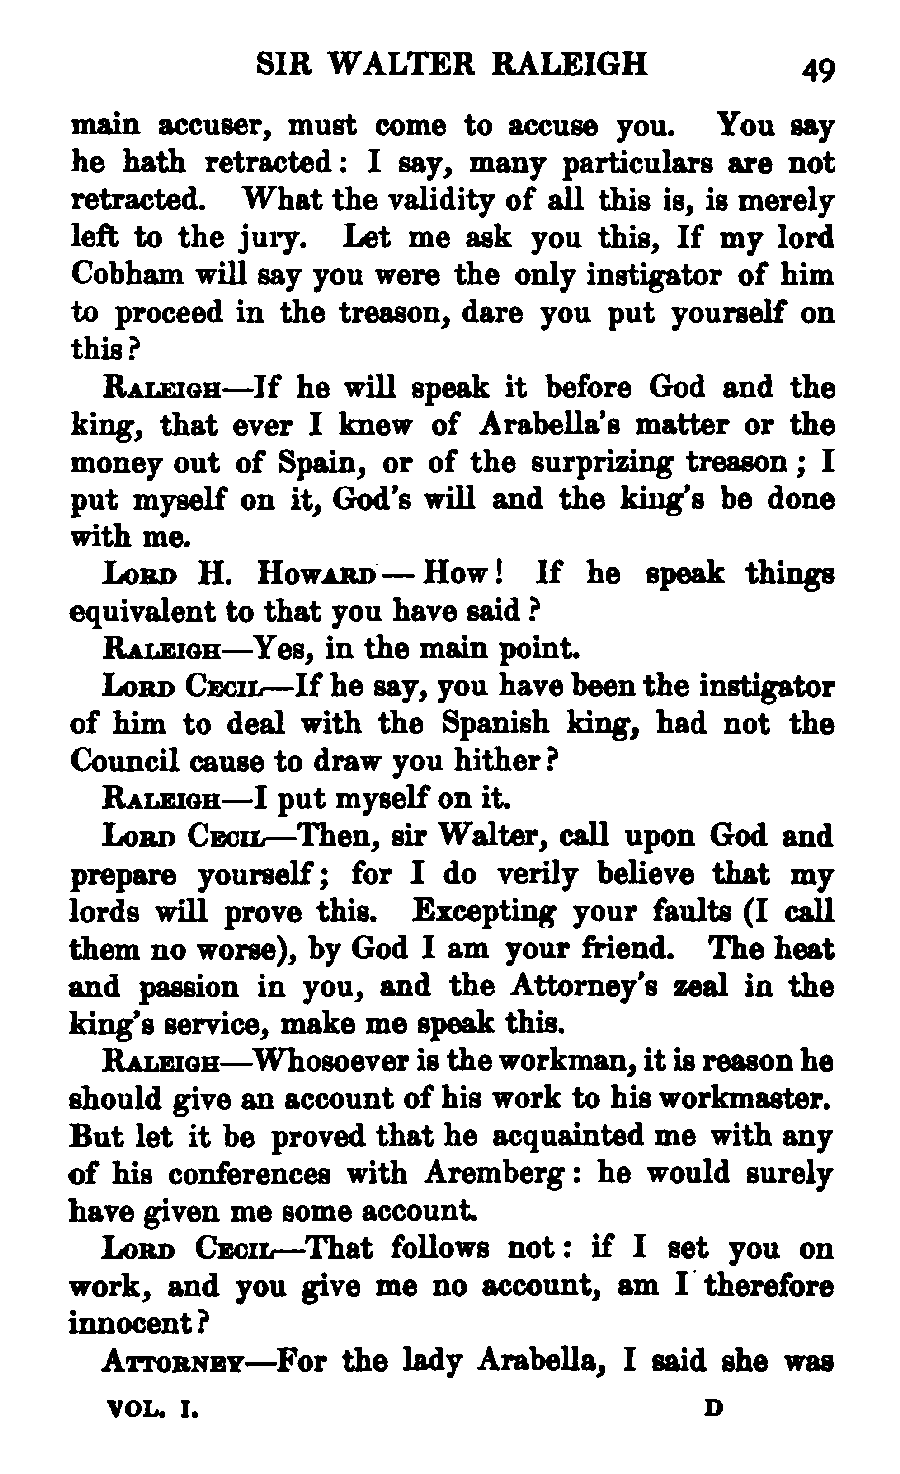 SIR WALTER RALEIGH 49
main accuser, must come to accuse you. You say
he hath retracted: I say, many particulars are not
retracted. What the validity of all this is, is merely
left to the jury. Let me ask you this, If my lord
Cobham will say you were the only instigator of him
to proceed in the treason, dare you put yourself on
this?
RALEIGH—If he will speak it before God and the
king, that ever I knew of Arabella's matter or the
money out of Spain, or of the surprizing treason; I
put myself on it, God's will and the king's be done
with me.
LORD H. HOWARD—How! If he speak things
equivalent to that you have said?
RALEIGH—Yes, in the main point.
LORD CECIL—If he say, you have been the instigator
of him to deal with the Spanish king, had not the
Council cause to draw you hither?
RALEIGH—I put myself on it.
LORD CECIL—Then, sir Walter, call upon God and
prepare yourself; for I do verily believe that my
lords will prove this. Excepting your faults (I call
them no worse), by God I am your friend. The heat
and passion in you, and the Attorney's zeal in the
king's service, make me speak this.
RALEIGH—Whosoever is the workman, it is reason he
should give an account of his work to his workmaster.
But let it be proved that he acquainted me with any
of his conferences with Aremberg: he would surely
have given me some account.
LORD CECIL—That follows not: if I set you on
work, and you give me no account, am I therefore
innocent?
ATTORNEY—For the lady Arabella, I said she was
VOL. I. D